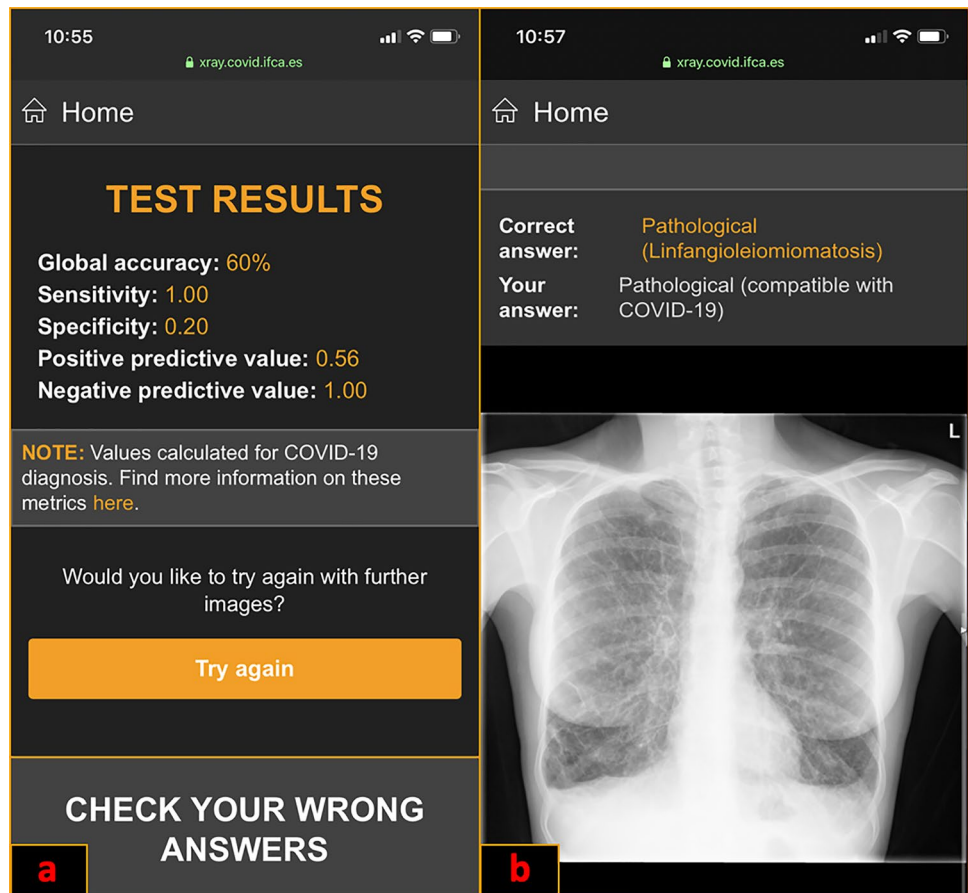 10:55
xray.covid.ifca.es
Home
TEST RESULTS
Global accuracy: 60%
Sensitivity: 1.00
Specificity: 0.20
Positive predictive value: 0.56
Negative predictive value: 1.00
NOTE: Values calculated for COVID-19
diagnosis. Find more information on these
metrics here.
Would you like to try again with further
images?
Try again
CHECK YOUR WRONG
ANSWERS
a
10:57
xray.covid.ifca.es
Home
Correct answer: Pathological
(Linfangioleiomiomatosis)
Your answer: Pathological (compatible with
COVID-19)
L
b